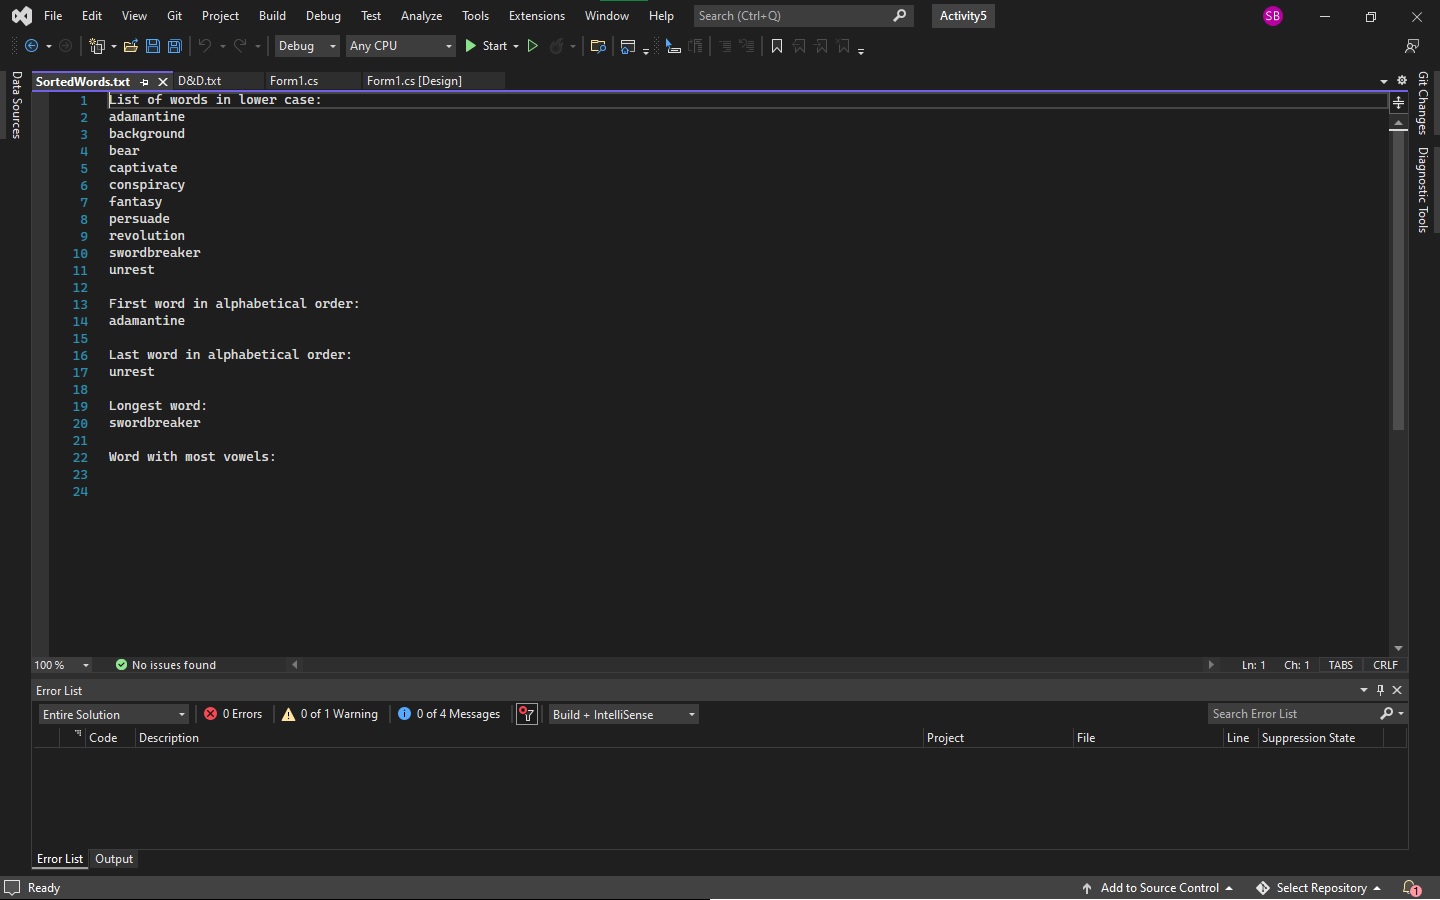 File Edit View Git Project Build Debug Test Analyze Tools Extensions Window Help Search (Ctrl+Q) Activity5 SB
Debug Any CPU Start
SortedWords.txt D&D.txt Form1.cs Form1.cs [Design]
Data Sources
Git Changes
Diagnostic Tools
1 List of words in lower case:
2 adamantine
3 background
4 bear
5 captivate
6 conspiracy
7 fantasy
8 persuade
9 revolution
10 swordbreaker
11 unrest
12
13 First word in alphabetical order:
14 adamantine
15
16 Last word in alphabetical order:
17 unrest
18
19 Longest word:
20 swordbreaker
21
22 Word with most vowels:
23
24
100 % No issues found Ln: 1 Ch: 1 TABS CRLF
Error List
Entire Solution 0 Errors 0 of 1 Warning 0 of 4 Messages Build + IntelliSense Search Error List
Code Description Project File Line Suppression State
Error List Output
Ready Add to Source Control Select Repository 1